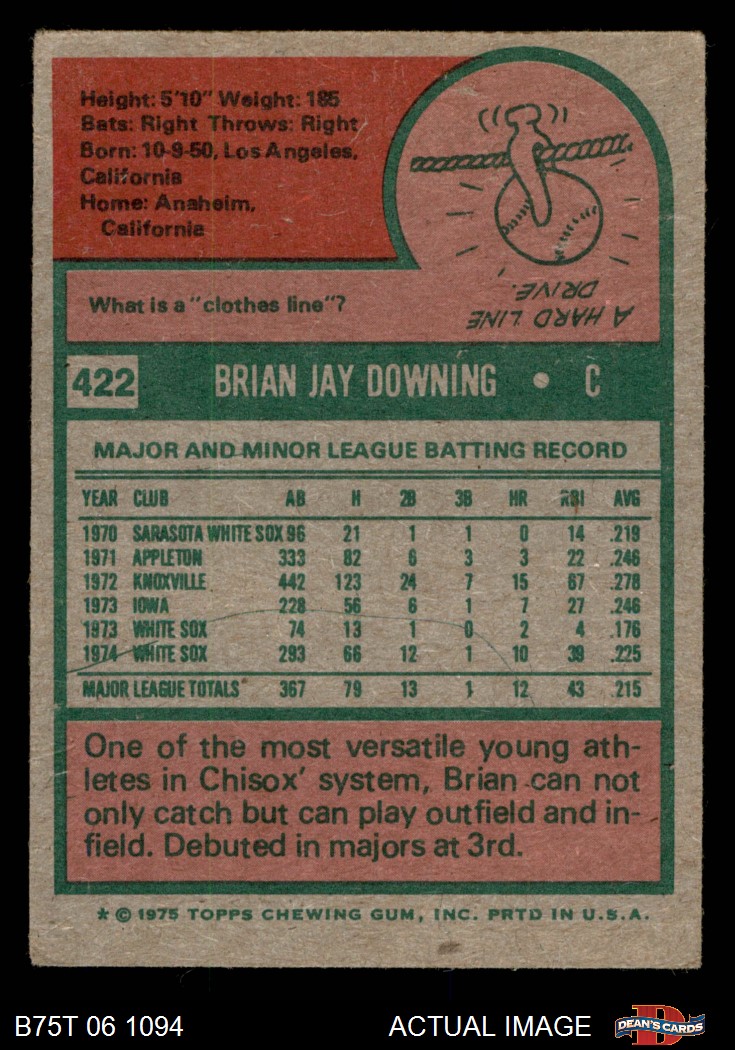 Height: 5'10" Weight: 185
Bats: Right Throws: Right
Born: 10-9-50, Los Angeles,
California
Home: Anaheim,
California
What is a "clothes line"?
A HARD LINE
DRIVE.
422 BRIAN JAY DOWNING • C
MAJOR AND MINOR LEAGUE BATTING RECORD
YEAR CLUB AB H 2B 3B HR RBI AVG
1970 SARASOTA WHITE SOX 96 21 1 1 0 14 .219
1971 APPLETON 333 82 6 3 3 22 .246
1972 KNOXVILLE 442 123 24 7 15 67 .278
1973 IOWA 228 56 6 1 7 27 .246
1973 WHITE SOX 74 13 1 0 2 4 .176
1974 WHITE SOX 293 66 12 1 10 39 .225
MAJOR LEAGUE TOTALS 367 79 13 1 12 43 .215
One of the most versatile young ath-
letes in Chisox' system, Brian can not
only catch but can play outfield and in-
field. Debuted in majors at 3rd.
* © 1975 TOPPS CHEWING GUM, INC. PRTD IN U.S.A.
B75T 06 1094 ACTUAL IMAGE D DEAN'S CARDS